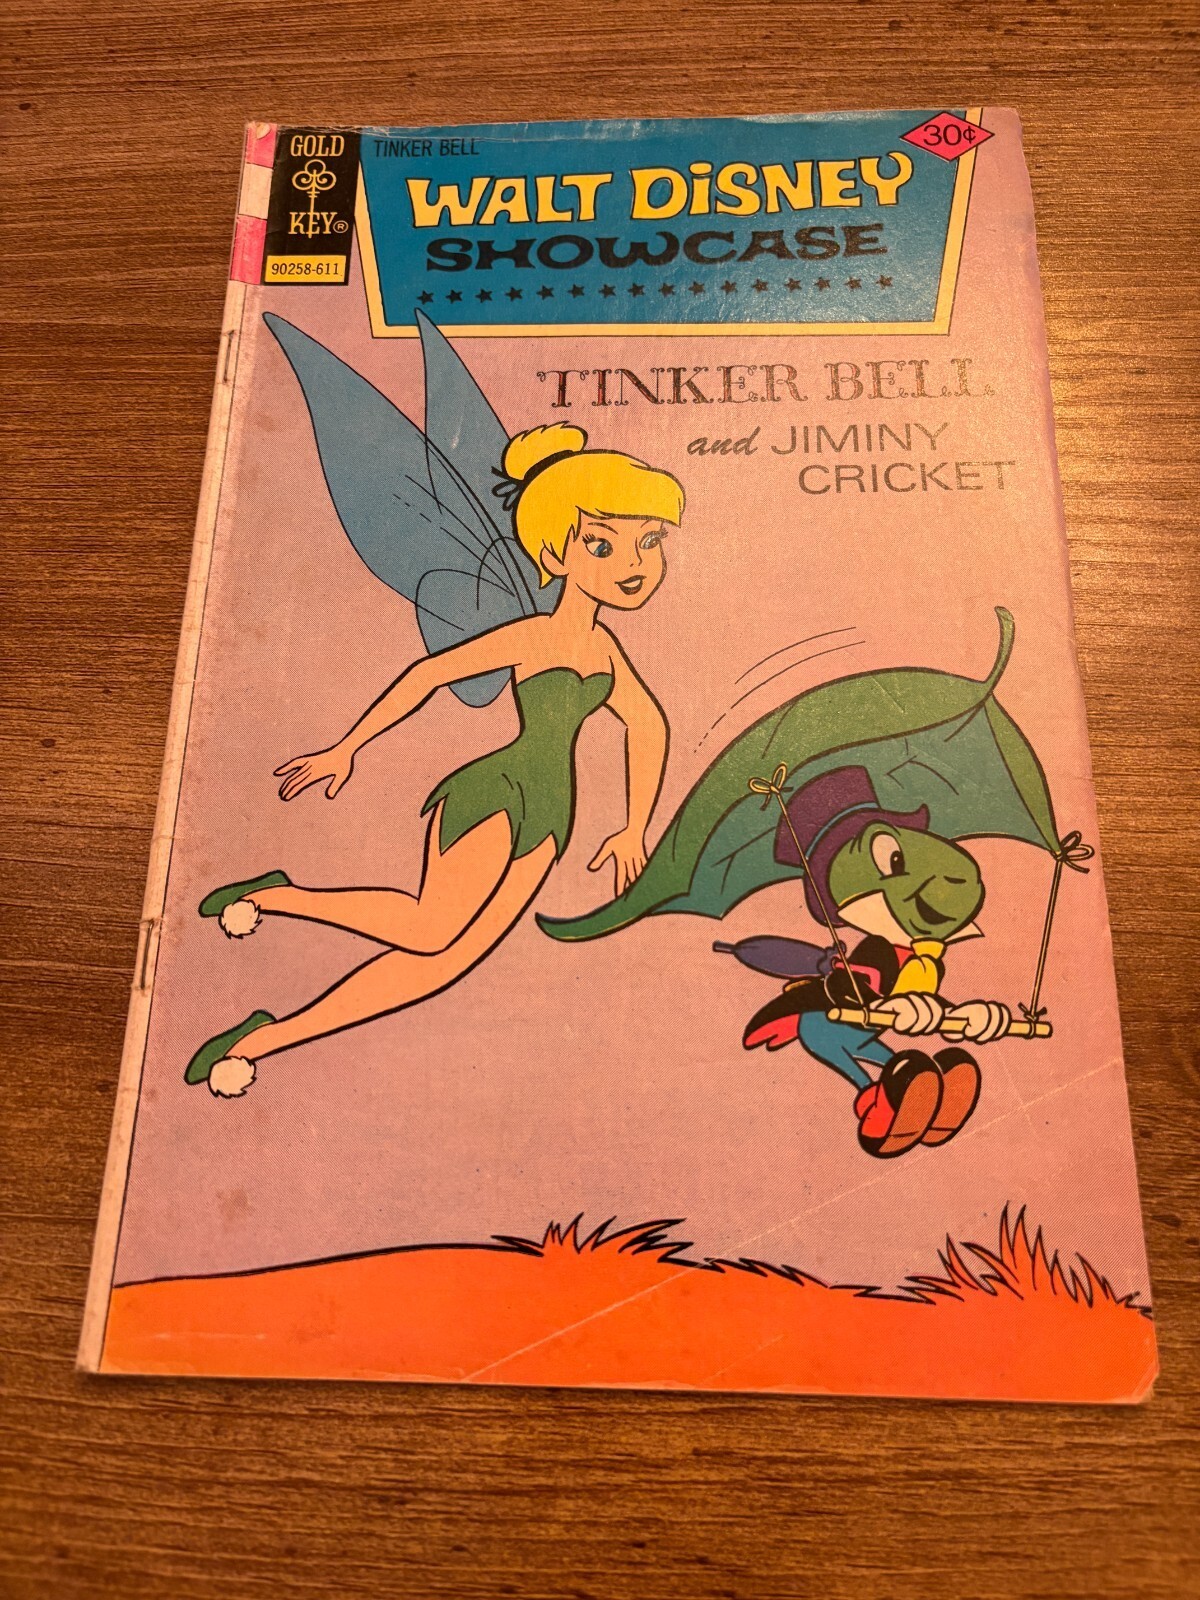 GOLD
KEY®
90258-611
TINKER BELL
30¢
WALT DiSNEY
SHOWCASE
TINKER BELL
and JIMINY
CRICKET